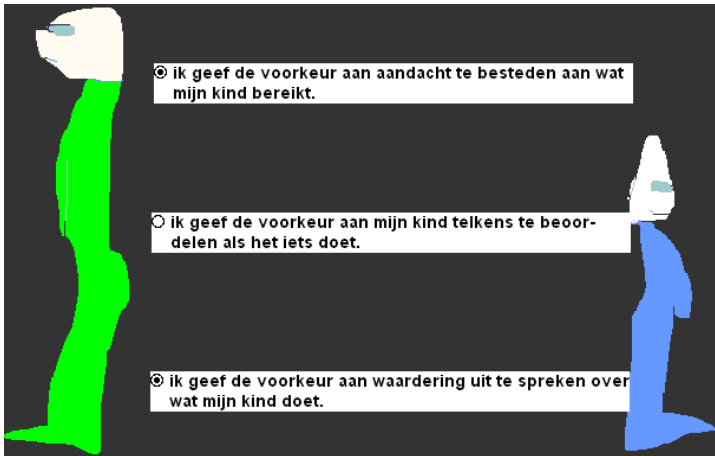 ik geef de voorkeur aan aandacht te besteden aan wat
mijn kind bereikt.
ik geef de voorkeur aan mijn kind telkens te beoor-
delen als het iets doet.
ik geef de voorkeur aan waardering uit te spreken over
wat mijn kind doet.